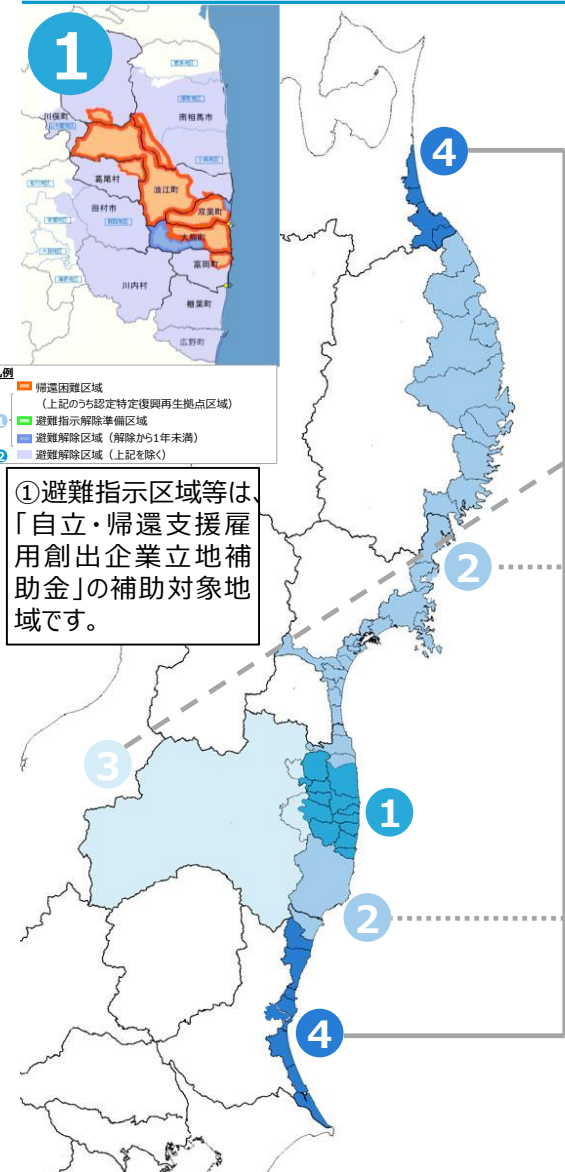 1
南相馬市
川俣町
葛尾村
浪江町
双葉町
田村市
大熊町
富岡町
川内村
楢葉町
広野町
凡例
帰還困難区域
(上記のうち認定特定復興再生拠点区域)
1
避難指示解除準備区域
避難解除区域(解除から1年未満)
2
避難解除区域(上記を除く)
①避難指示区域等は、
「自立・帰還支援雇
用創出企業立地補
助金」の補助対象地
域です。
4
2
3
1
2
4